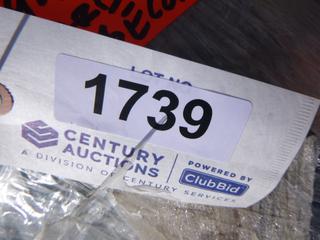 LOT NO.
1739
CENTURY
AUCTIONS
A DIVISION OF CENTURY SERVICES
POWERED BY
ClubBid